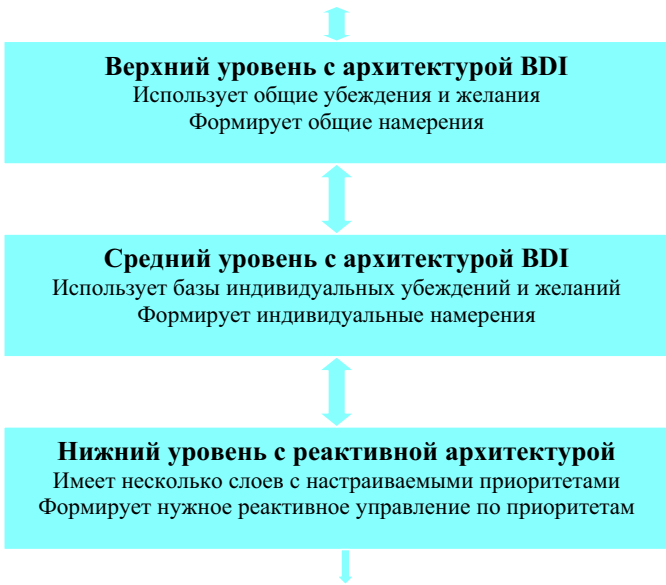 Верхний уровень с архитектурой BDI
Использует общие убеждения и желания
Формирует общие намерения
Средний уровень с архитектурой BDI
Использует базы индивидуальных убеждений и желаний
Формирует индивидуальные намерения
Нижний уровень с реактивной архитектурой
Имеет несколько слоев с настраиваемыми приоритетами
Формирует нужное реактивное управление по приоритетам